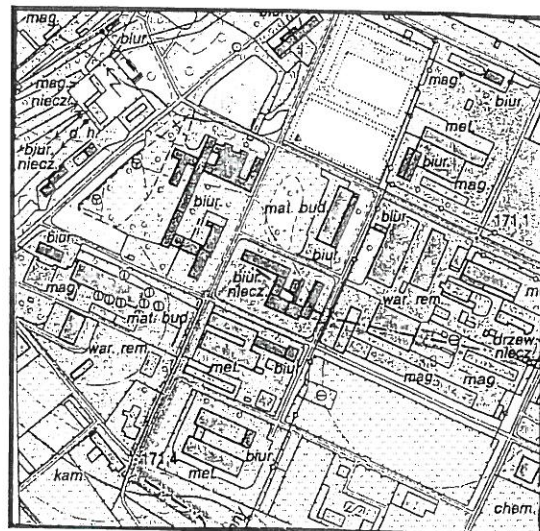 mag.
biur.
mag.
niecz.
biur.
niecz.
mag.
biur.
met.
biur.
mag.
171.1
biur.
mat. bud.
biur.
biur.
biur.
mag.
mat. bud
biur.
niecz.
war. rem.
drzew.
niecz.
war. rem.
met.
biur.
mag.
mag.
171.4
biur.
met.
kam.
chem.